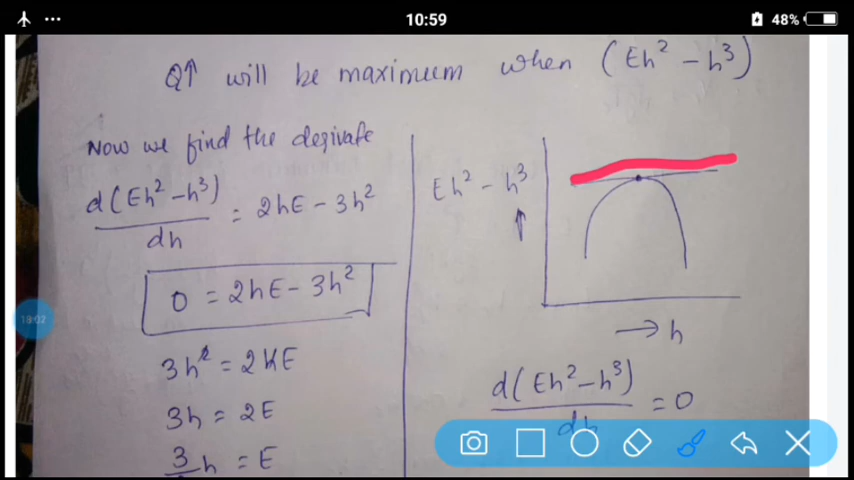 10:59
48%
Q↑ will be maximum when (Eh² - h³)
Now we find the derivate
d(Eh² - h³)/dh = 2hE - 3h²
0 = 2hE - 3h²
3h² = 2hE
3h = 2E
3/ h = E
Eh² - h³
↑
→ h
d(Eh² - h³)/dh = 0
18:02